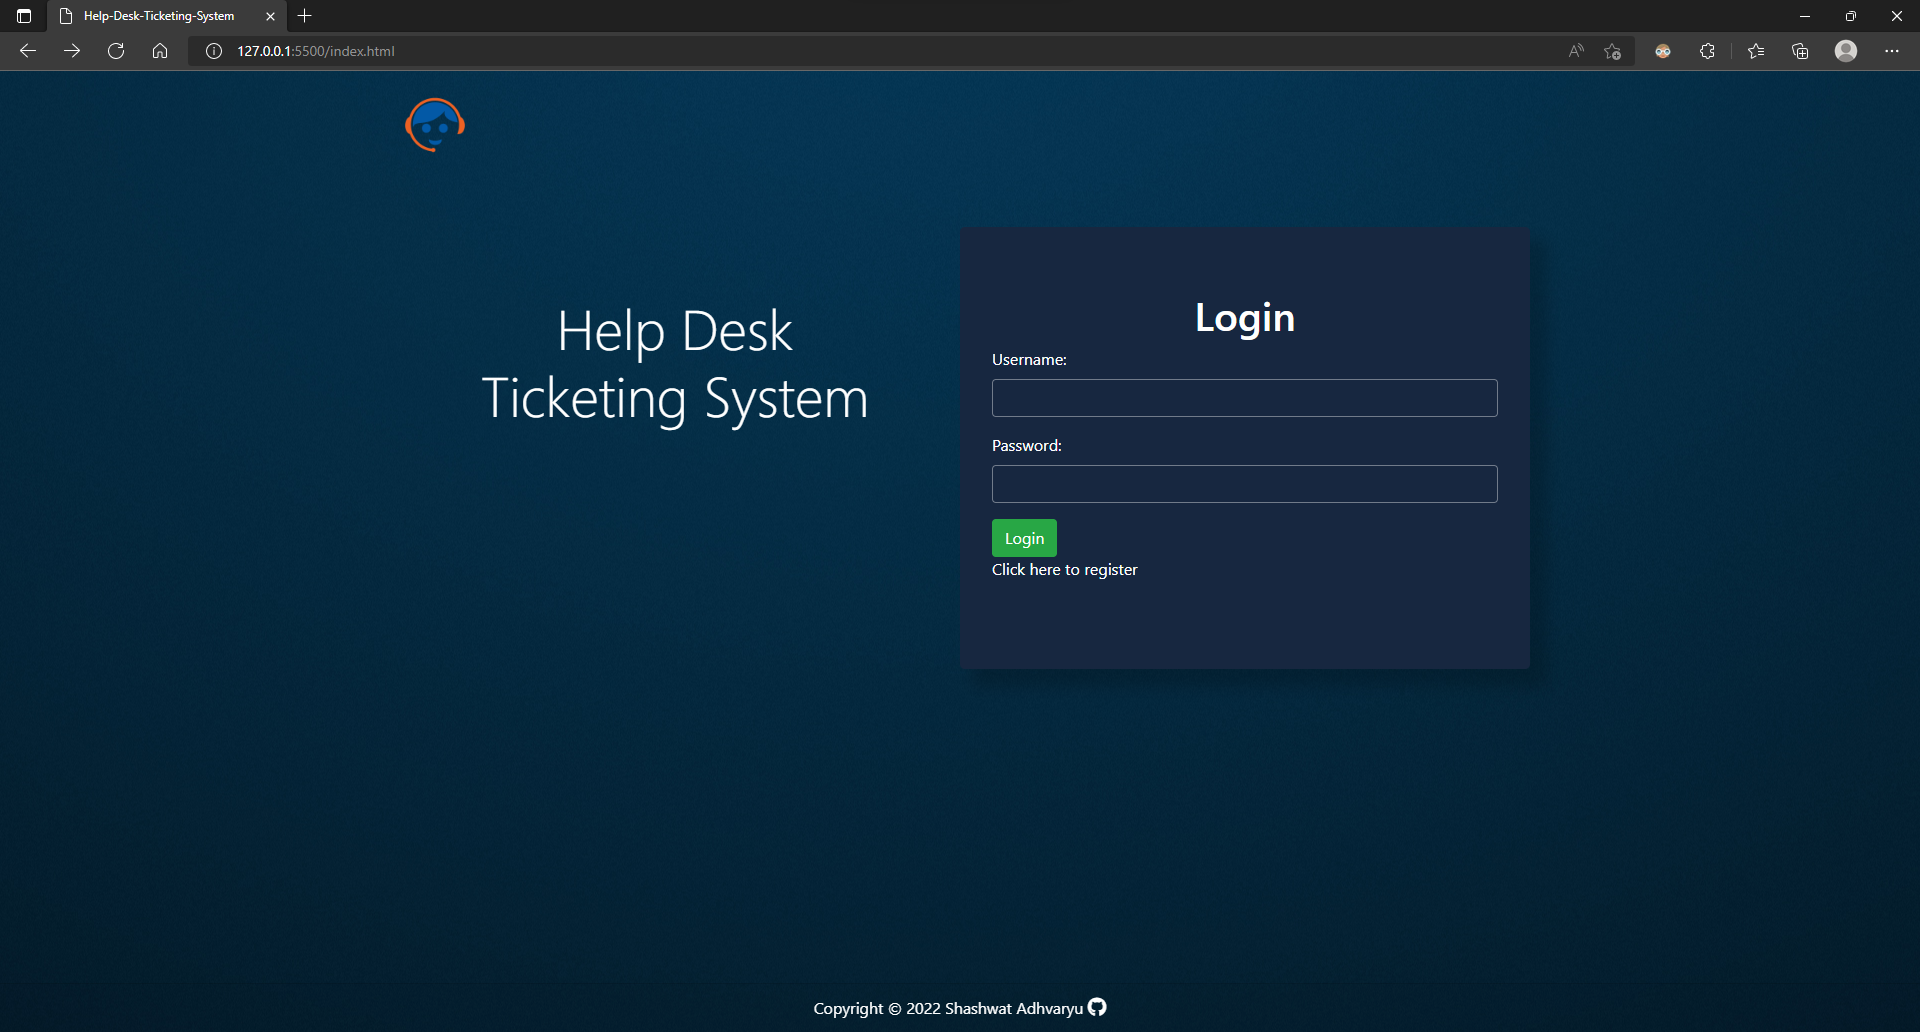 Help-Desk-Ticketing-System
127.0.0.1:5500/index.html
Help Desk
Ticketing System
Login
Username:
Password:
Login
Click here to register
Copyright © 2022 Shashwat Adhvaryu